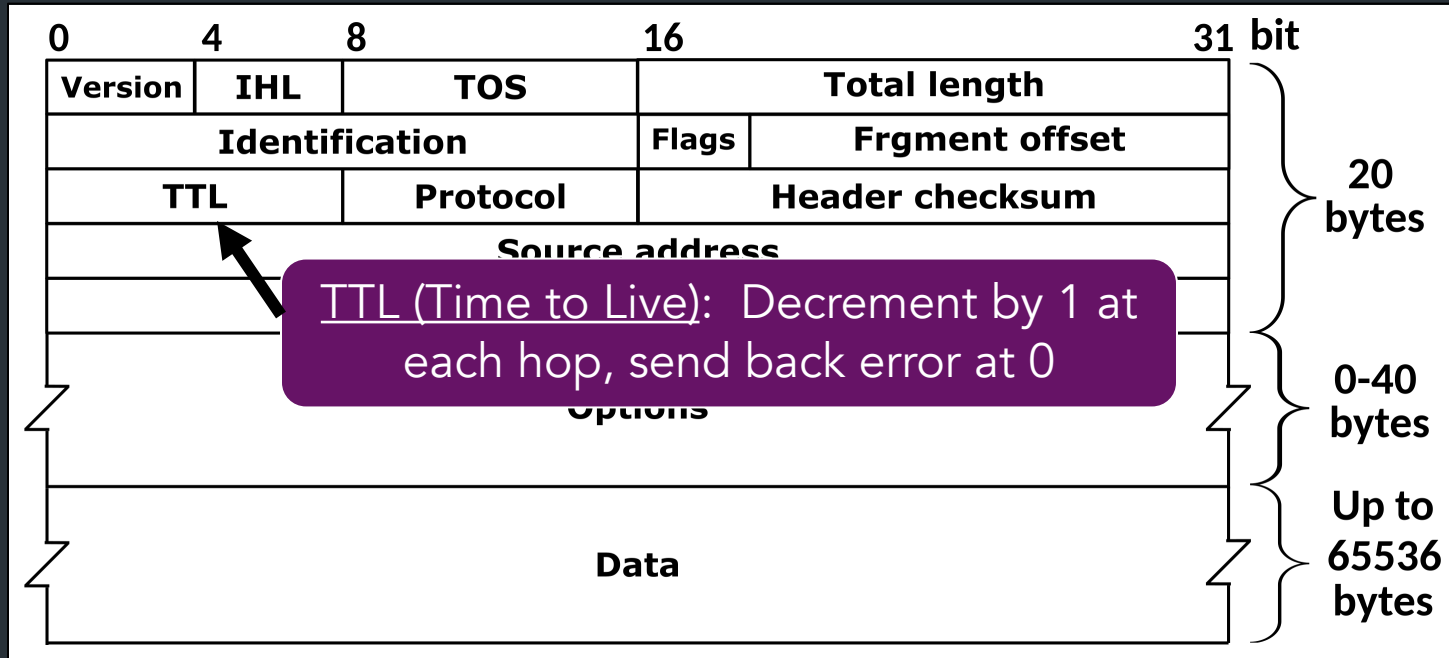 0 4 8 16 31 bit
Version IHL TOS Total length
Identification Flags Frgment offset
TTL Protocol Header checksum
Source address
TTL (Time to Live): Decrement by 1 at
each hop, send back error at 0
Options
Data
20
bytes
0-40
bytes
Up to
65536
bytes